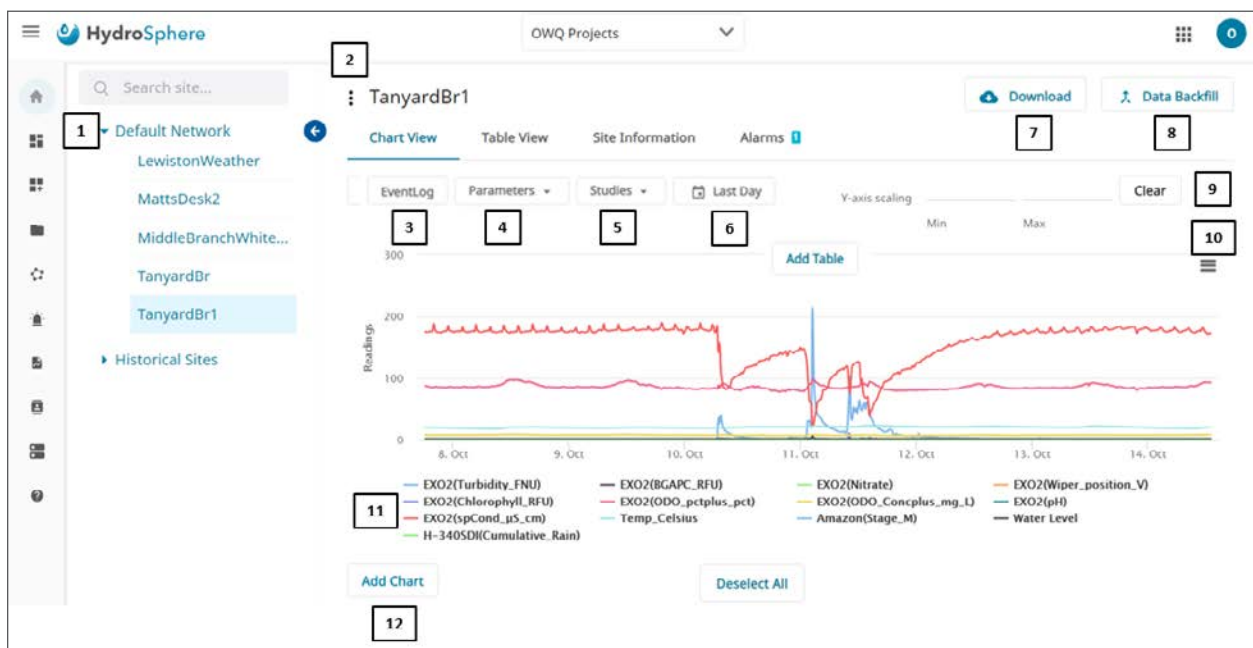 HydroSphere
OWQ Projects
O
2
Search site...
TanyardBr1
Download
Data Backfill
1
Default Network
7
8
Chart View
Table View
Site Information
Alarms 1
LewistonWeather
MattsDesk2
EventLog
Parameters
Studies
Last Day
Y-axis scaling
Clear
9
Min
Max
3
4
5
6
10
MiddleBranchWhite...
TanyardBr
TanyardBr1
Historical Sites
Add Table
300
200
100
0
Readings
8. Oct
9. Oct
10. Oct
11. Oct
12. Oct
13. Oct
14. Oct
EXO2(Turbidity_FNU)
EXO2(BGAPC_RFU)
EXO2(Nitrate)
EXO2(Wiper_position_V)
11
EXO2(Chlorophyll_RFU)
EXO2(ODO_pctplus_pct)
EXO2(ODO_Concplus_mg_L)
EXO2(pH)
EXO2(spCond_µS_cm)
Temp_Celsius
Amazon(Stage_M)
Water Level
H-340SDI(Cumulative_Rain)
Add Chart
Deselect All
12